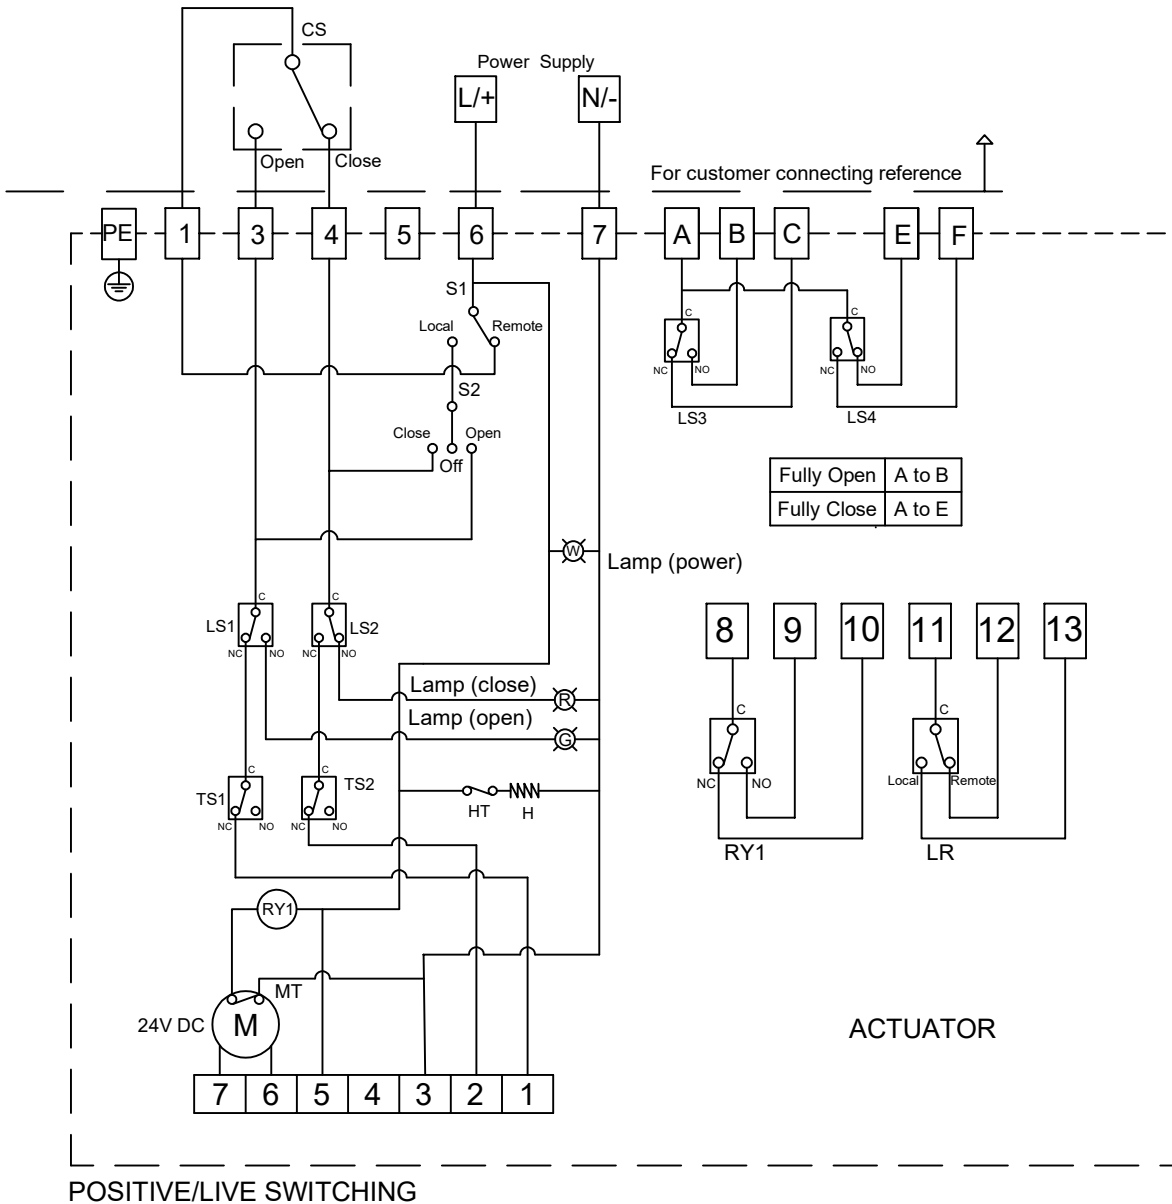 CS
Power Supply
L/+ N/-
Open Close
For customer connecting reference
PE 1 3 4 5 6 7 A B C E F
S1
Local Remote
C C
NC NO NC NO
LS3 LS4
S2
Close Open
Off
Fully Open A to B
Fully Close A to E
W
Lamp (power)
C C
LS1 LS2
NC NO NC NO
8 9 10 11 12 13
Lamp (close) R
Lamp (open) G
C C
NC NO Local Remote
RY1 LR
C C
TS1 TS2
NC NO NC NO
HT H
RY1
MT
24V DC M
ACTUATOR
7 6 5 4 3 2 1
POSITIVE/LIVE SWITCHING